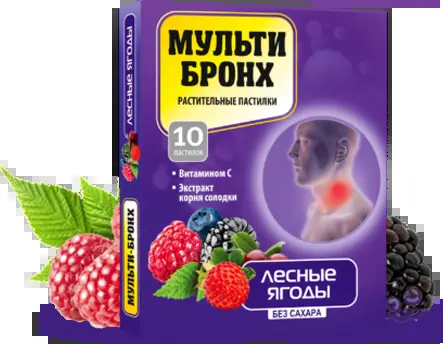 МУЛЬТИ
БРОНХ
РАСТИТЕЛЬНЫЕ ПАСТИЛКИ
10
пастилок
• Витамином С
• Экстракт
корня солодки
ЛЕСНЫЕ
ЯГОДЫ
БЕЗ САХАРА
ЛЕСНЫЕ ЯГОДЫ
МУЛЬТИ-БРОНХ